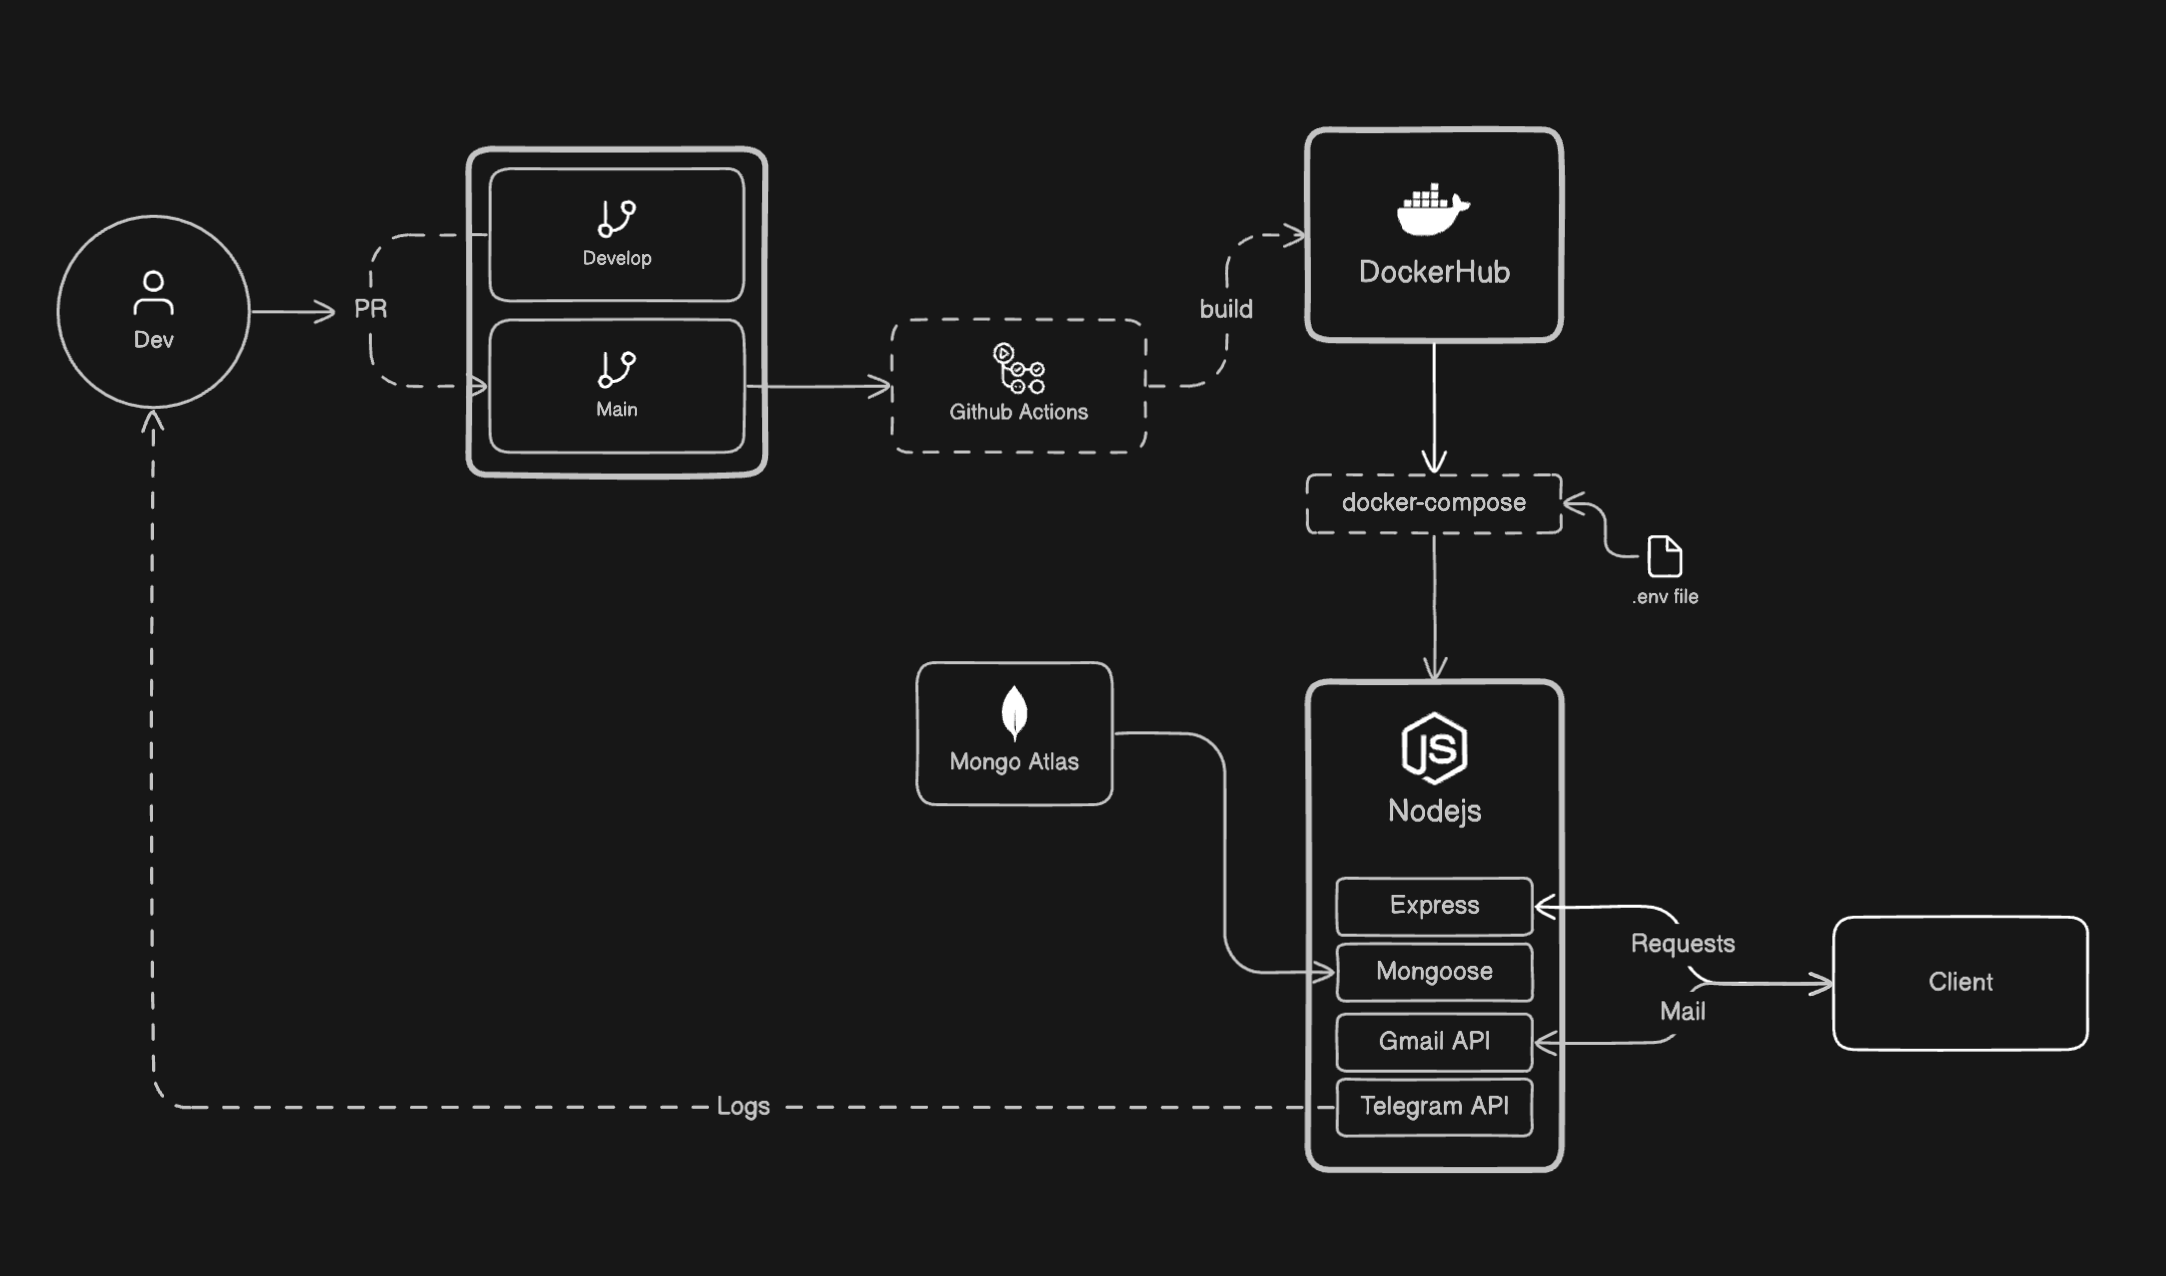 Dev
PR
Develop
Main
Github Actions
build
DockerHub
docker-compose
.env file
Mongo Atlas
JS
Nodejs
Express
Mongoose
Gmail API
Telegram API
Requests
Mail
Client
Logs